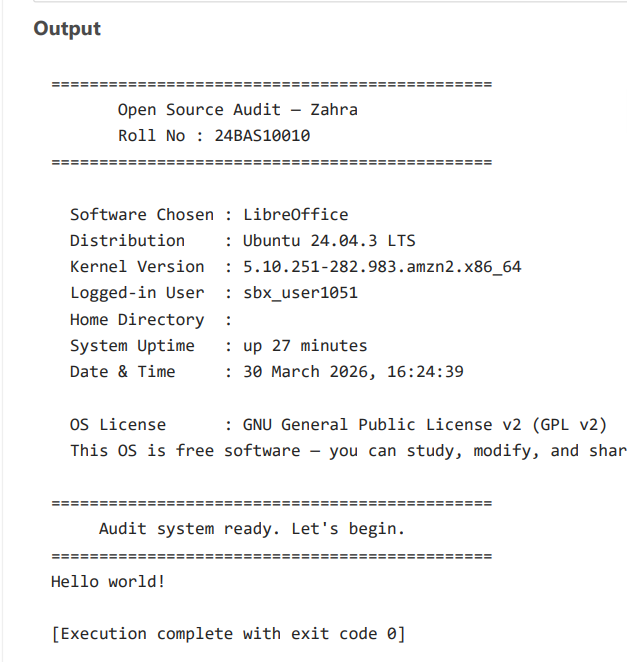 Output
==============================================
Open Source Audit — Zahra
Roll No : 24BAS10010
==============================================
Software Chosen : LibreOffice
Distribution : Ubuntu 24.04.3 LTS
Kernel Version : 5.10.251-282.983.amzn2.x86_64
Logged-in User : sbx_user1051
Home Directory :
System Uptime : up 27 minutes
Date & Time : 30 March 2026, 16:24:39
OS License : GNU General Public License v2 (GPL v2)
This OS is free software — you can study, modify, and shar
==============================================
Audit system ready. Let's begin.
==============================================
Hello world!
[Execution complete with exit code 0]